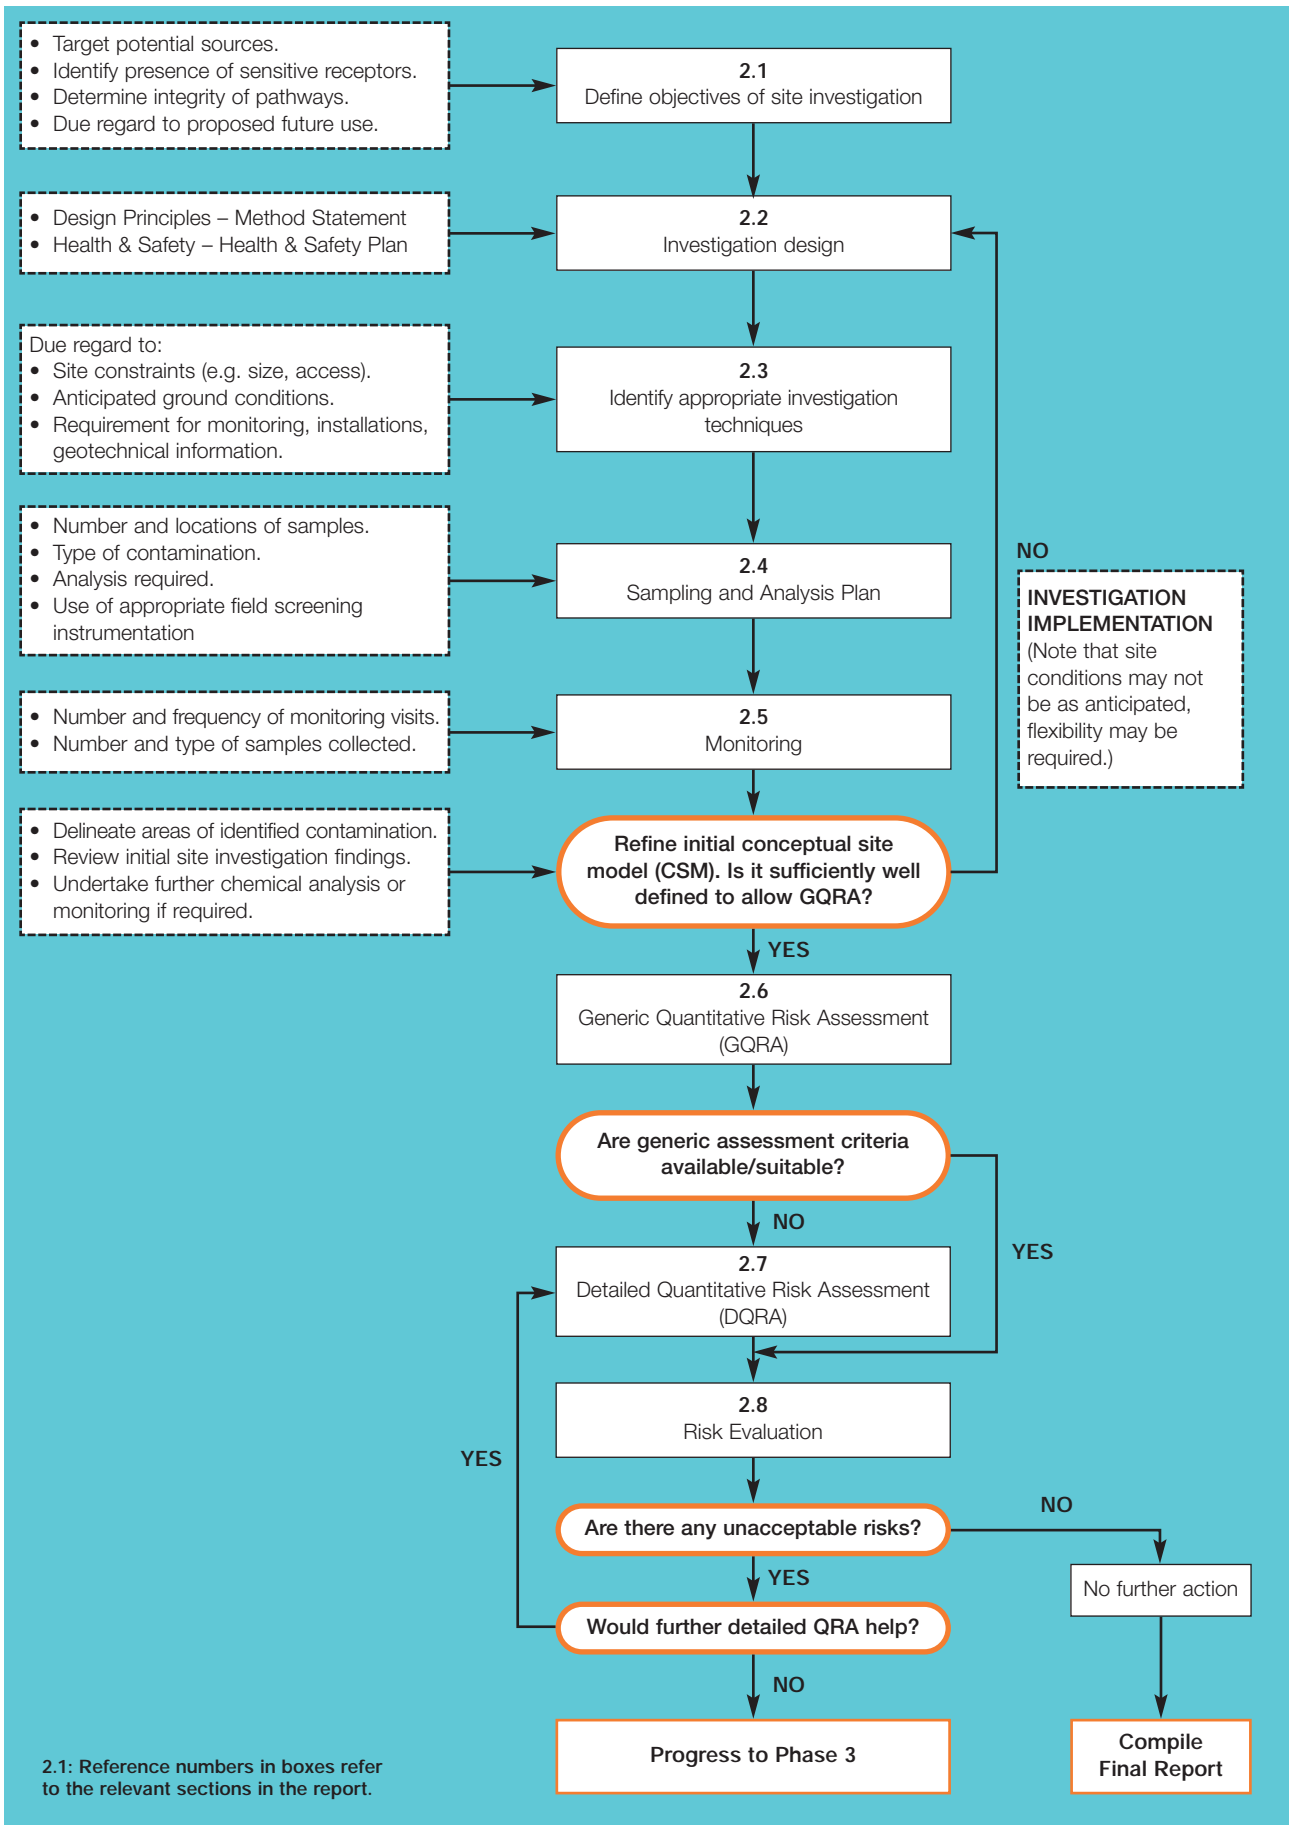 • Target potential sources.
• Identify presence of sensitive receptors.
• Determine integrity of pathways.
• Due regard to proposed future use.
2.1
Define objectives of site investigation
• Design Principles – Method Statement
• Health & Safety – Health & Safety Plan
2.2
Investigation design
Due regard to:
• Site constraints (e.g. size, access).
• Anticipated ground conditions.
• Requirement for monitoring, installations,
geotechnical information.
2.3
Identify appropriate investigation
techniques
• Number and locations of samples.
• Type of contamination.
• Analysis required.
• Use of appropriate field screening
instrumentation
2.4
Sampling and Analysis Plan
NO
INVESTIGATION
IMPLEMENTATION
(Note that site
conditions may not
be as anticipated,
flexibility may be
required.)
• Number and frequency of monitoring visits.
• Number and type of samples collected.
2.5
Monitoring
• Delineate areas of identified contamination.
• Review initial site investigation findings.
• Undertake further chemical analysis or
monitoring if required.
Refine initial conceptual site
model (CSM). Is it sufficiently well
defined to allow GQRA?
YES
2.6
Generic Quantitative Risk Assessment
(GQRA)
Are generic assessment criteria
available/suitable?
NO
YES
2.7
Detailed Quantitative Risk Assessment
(DQRA)
2.8
Risk Evaluation
YES
Are there any unacceptable risks?
NO
YES
No further action
Would further detailed QRA help?
NO
Progress to Phase 3
Compile
Final Report
2.1: Reference numbers in boxes refer
to the relevant sections in the report.